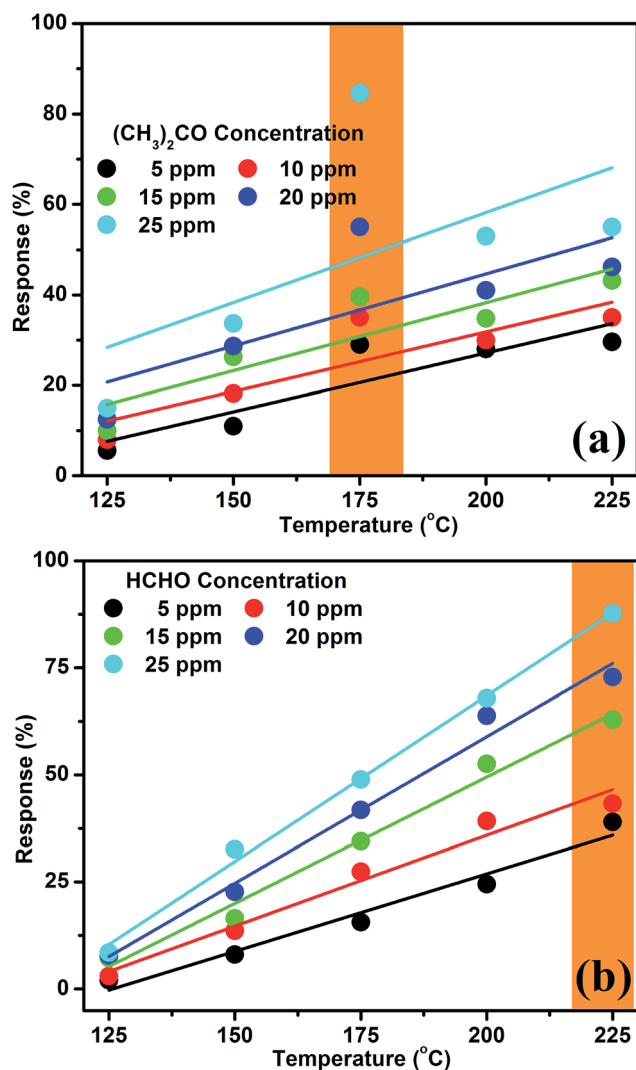 100
80
60
40
20
0
Response (%)
(CH3)2CO Concentration
5 ppm 10 ppm
15 ppm 20 ppm
25 ppm
(a)
125 150 175 200 225
Temperature (oC)
100
75
50
25
0
Response (%)
HCHO Concentration
5 ppm 10 ppm
15 ppm 20 ppm
25 ppm
(b)
125 150 175 200 225
Temperature (oC)